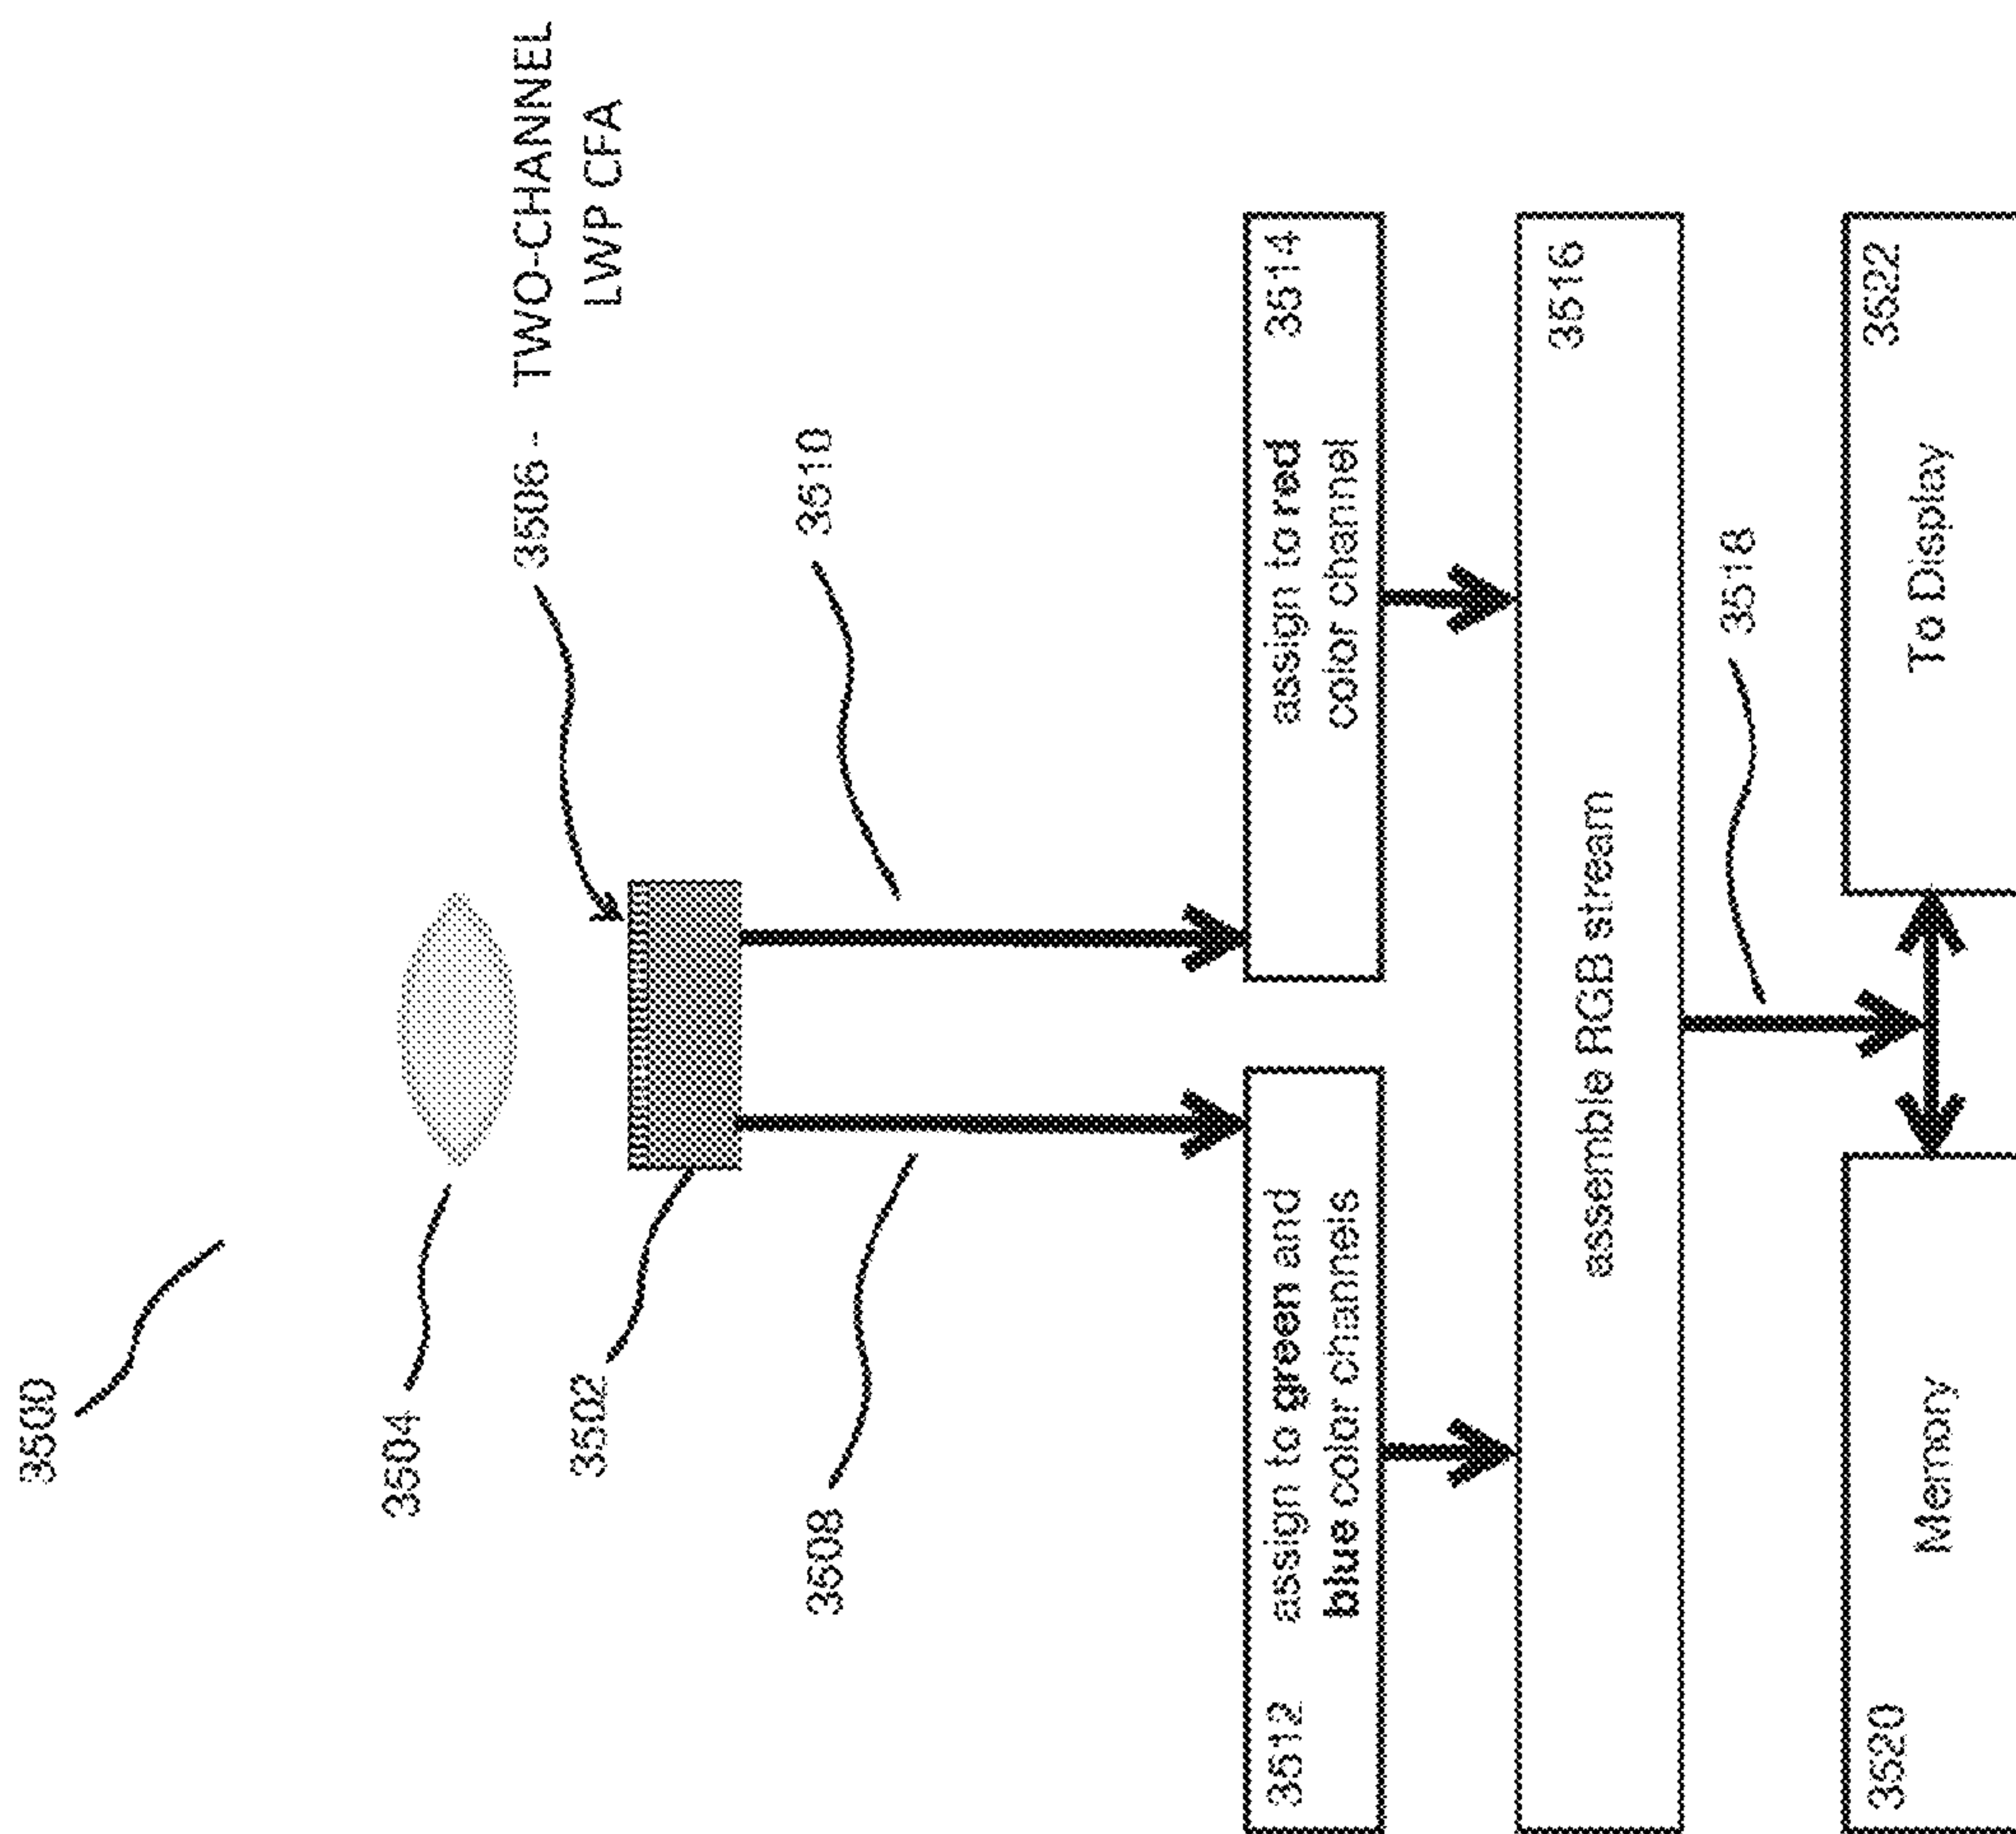 3500
3504
3506 - TWO-CHANNEL
LWP CFA
3502
3508
3510
3512 assign to green and
blue color channels
assign to red 3514
color channel
assemble RGB stream
3516
3518
3520
Memory
3522
To Display